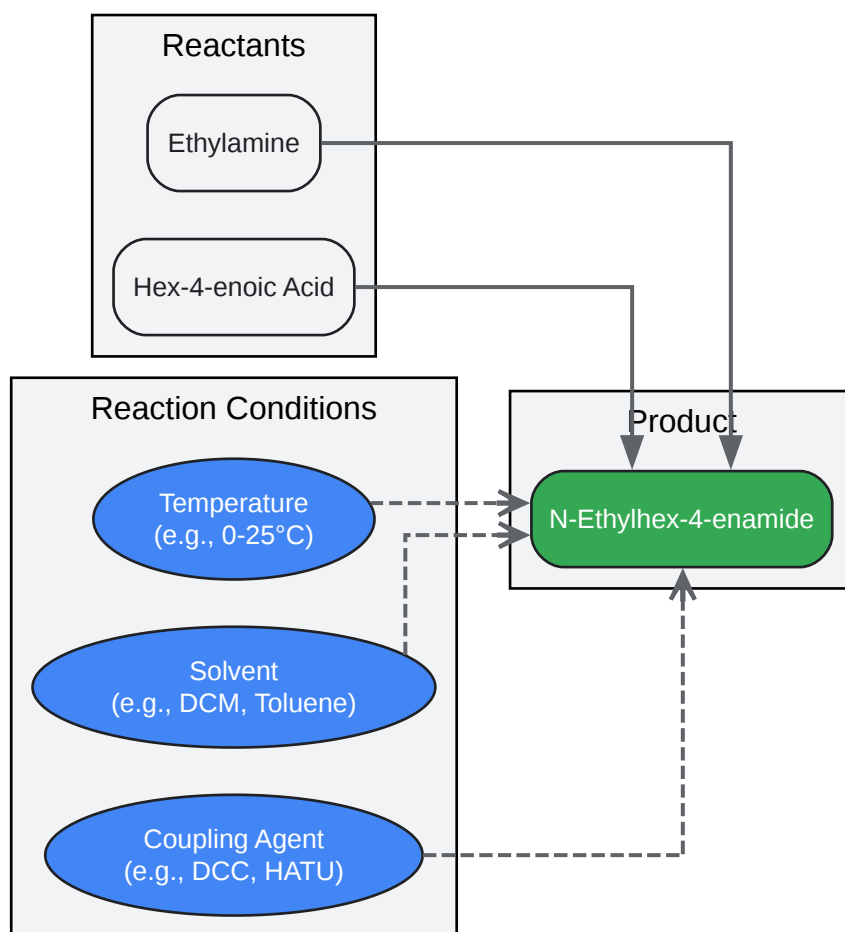 Reactants
Ethylamine
Hex-4-enoic Acid
Reaction Conditions
Temperature
(e.g., 0-25°C)
Solvent
(e.g., DCM, Toluene)
Coupling Agent
(e.g., DCC, HATU)
Product
N-Ethylhex-4-enamide